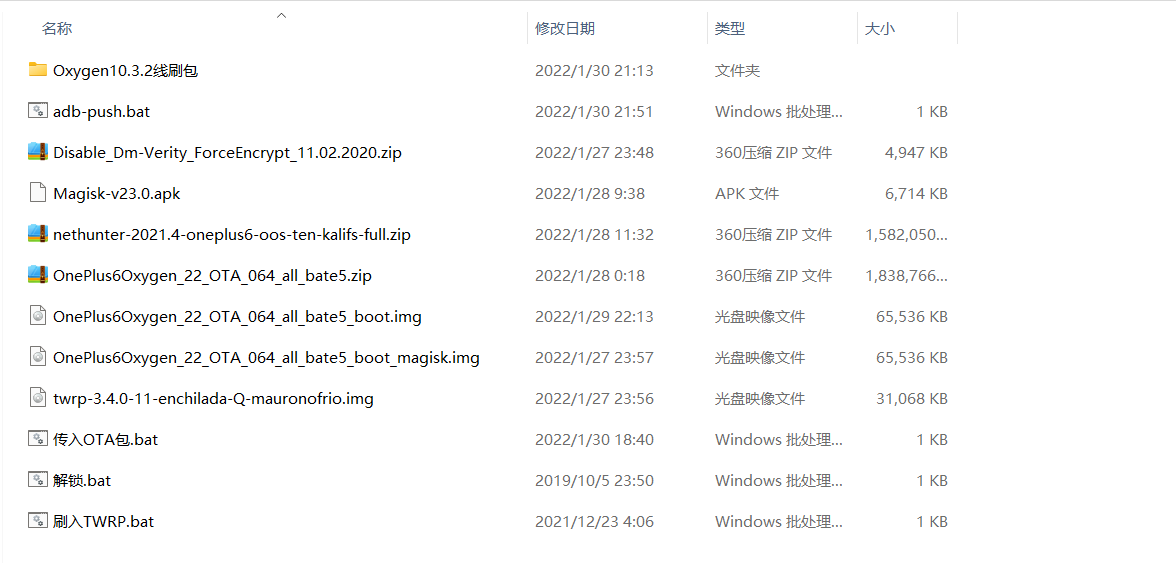 名称 修改日期 类型 大小
Oxygen10.3.2线刷包 2022/1/30 21:13 文件夹
adb-push.bat 2022/1/30 21:51 Windows 批处理... 1 KB
Disable_Dm-Verity_ForceEncrypt_11.02.2020.zip 2022/1/27 23:48 360压缩 ZIP 文件 4,947 KB
Magisk-v23.0.apk 2022/1/28 9:38 APK 文件 6,714 KB
nethunter-2021.4-oneplus6-oos-ten-kalifs-full.zip 2022/1/28 11:32 360压缩 ZIP 文件 1,582,050...
OnePlus6Oxygen_22_OTA_064_all_bate5.zip 2022/1/28 0:18 360压缩 ZIP 文件 1,838,766...
OnePlus6Oxygen_22_OTA_064_all_bate5_boot.img 2022/1/29 22:13 光盘映像文件 65,536 KB
OnePlus6Oxygen_22_OTA_064_all_bate5_boot_magisk.img 2022/1/27 23:57 光盘映像文件 65,536 KB
twrp-3.4.0-11-enchilada-Q-mauronofrio.img 2022/1/27 23:56 光盘映像文件 31,068 KB
传入OTA包.bat 2022/1/30 18:40 Windows 批处理... 1 KB
解锁.bat 2019/10/5 23:50 Windows 批处理... 1 KB
刷入TWRP.bat 2021/12/23 4:06 Windows 批处理... 1 KB